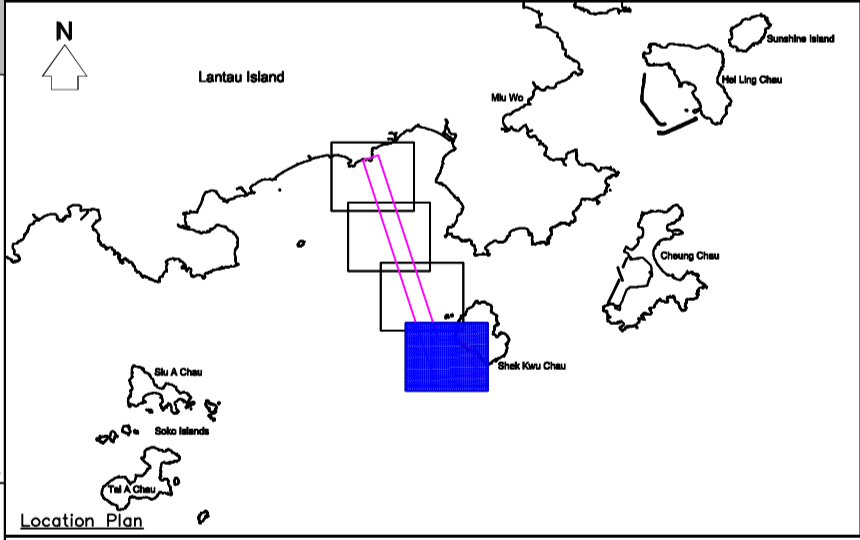 N
Sunshine Island
Lantau Island
Hei Ling Chau
Miu Wo
Cheung Chau
Shek Kwu Chau
Siu A Chau
Soko Islands
Tai A Chau
Location Plan